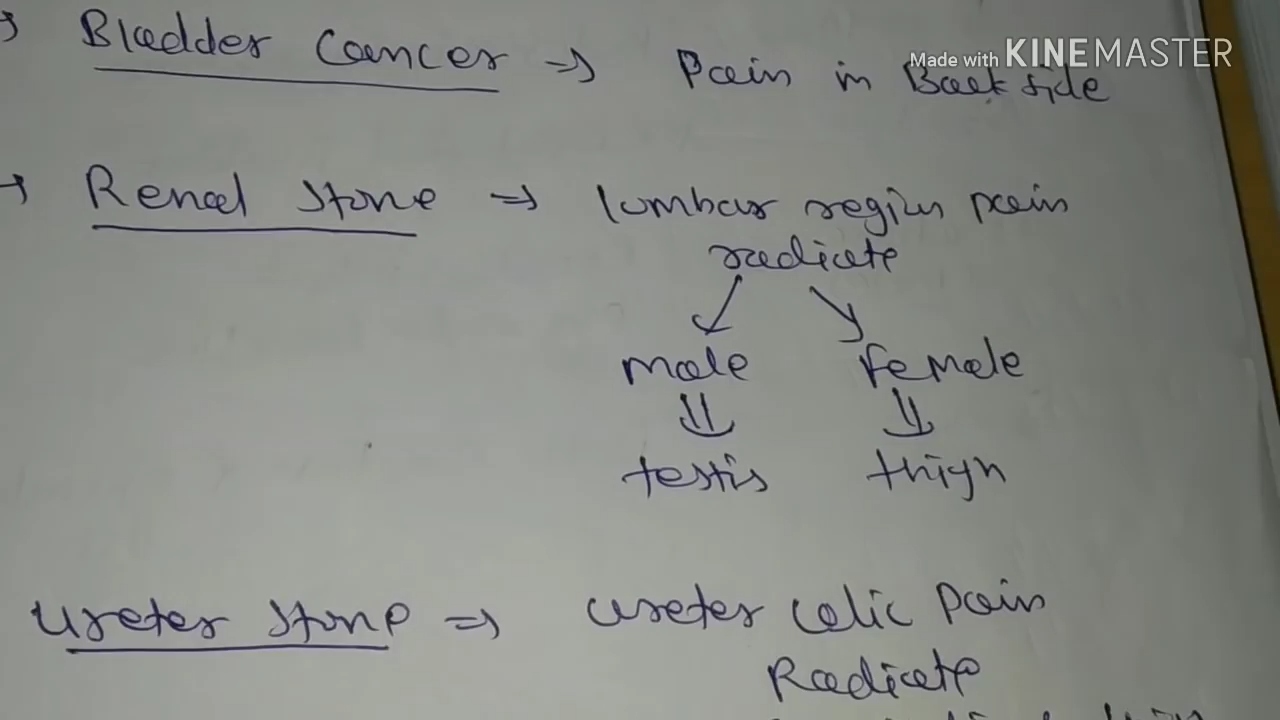 Made with KINEMASTER
→ Bladder Cancer ⇒ Pain in Back side
→ Renal stone ⇒ lumbar region pain
radiate
↙ ↘
male female
⇓ ⇓
testis thigh
Ureter stone ⇒ ureter colic Pain
Radiate